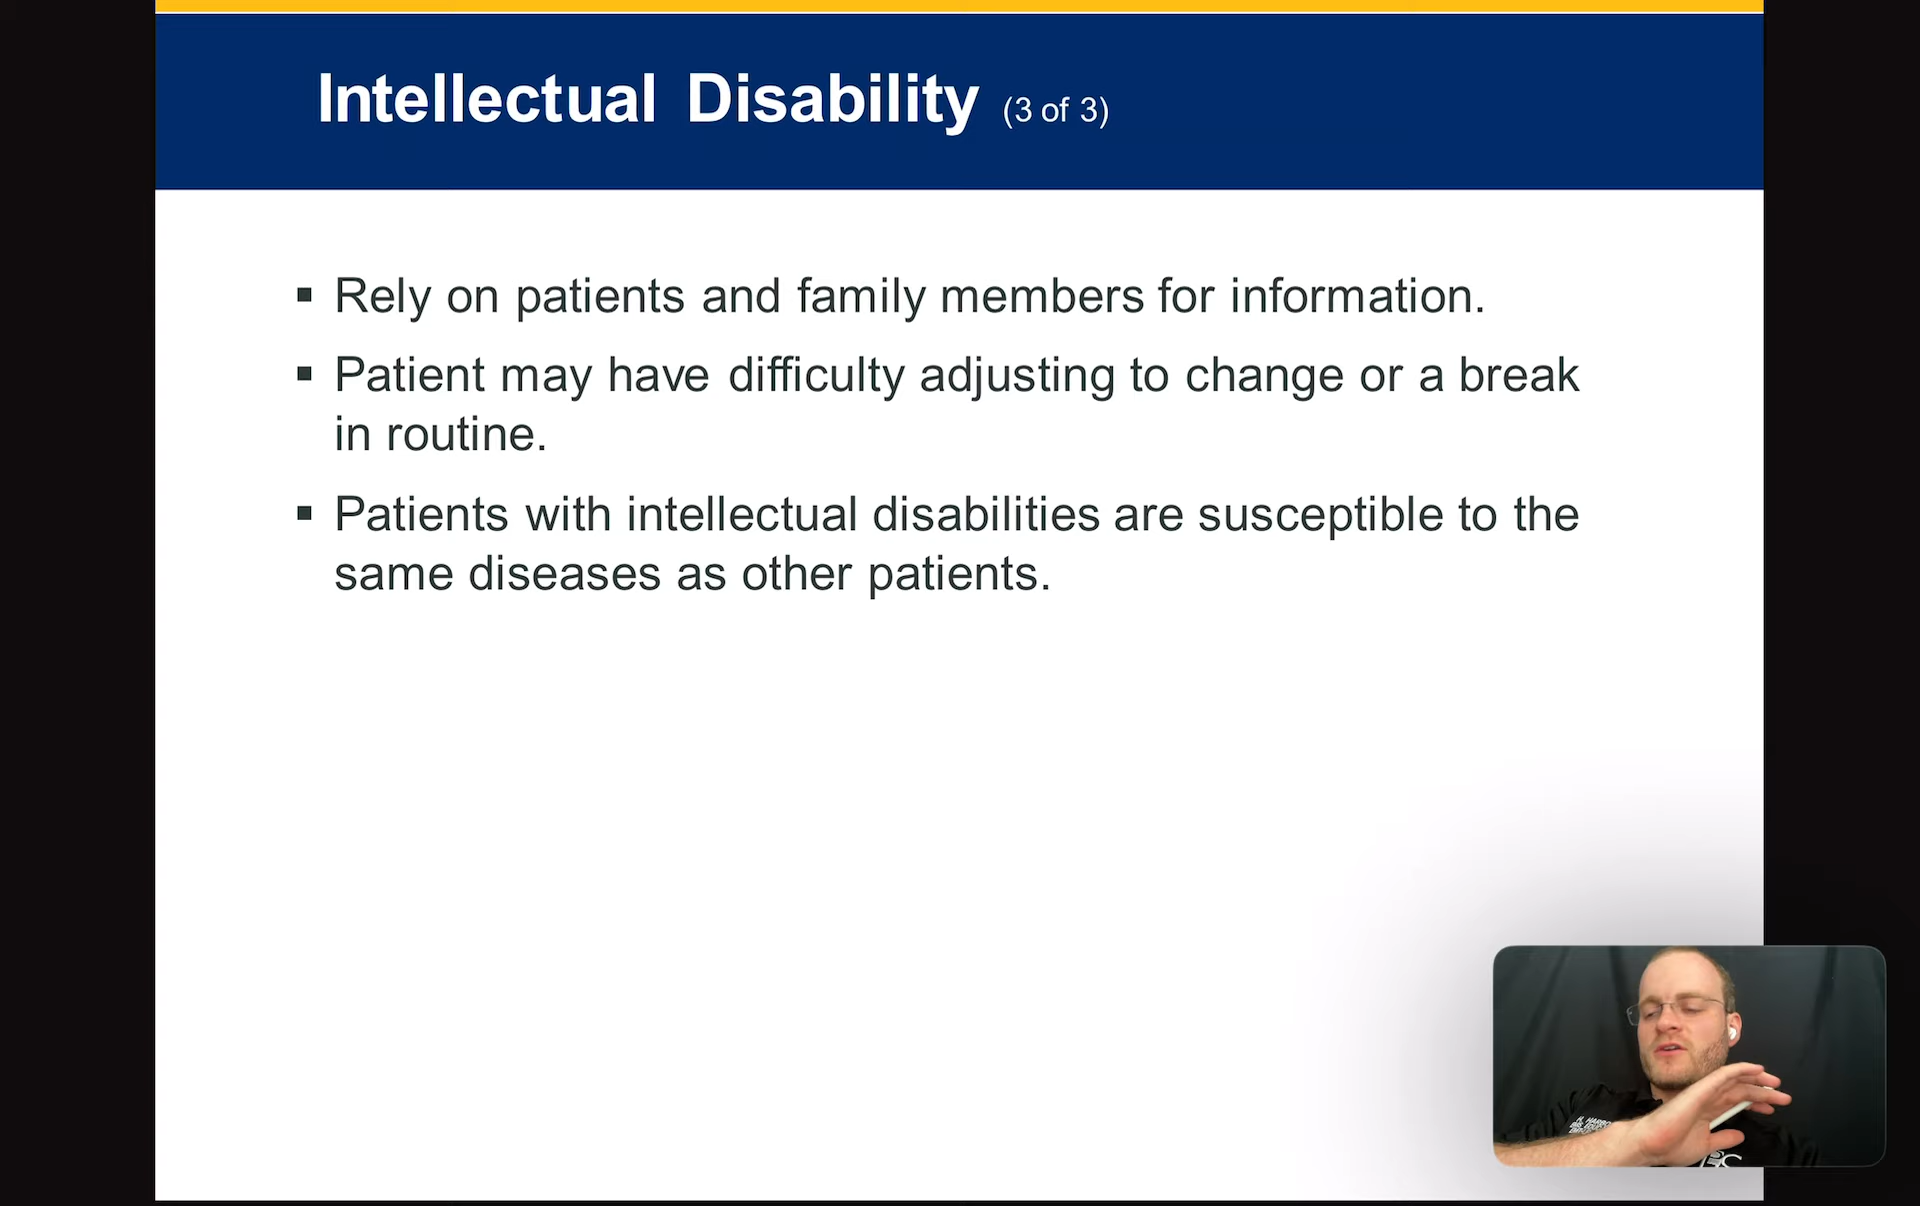 Intellectual Disability (3 of 3)
▪ Rely on patients and family members for information.
▪ Patient may have difficulty adjusting to change or a break
in routine.
▪ Patients with intellectual disabilities are susceptible to the
same diseases as other patients.